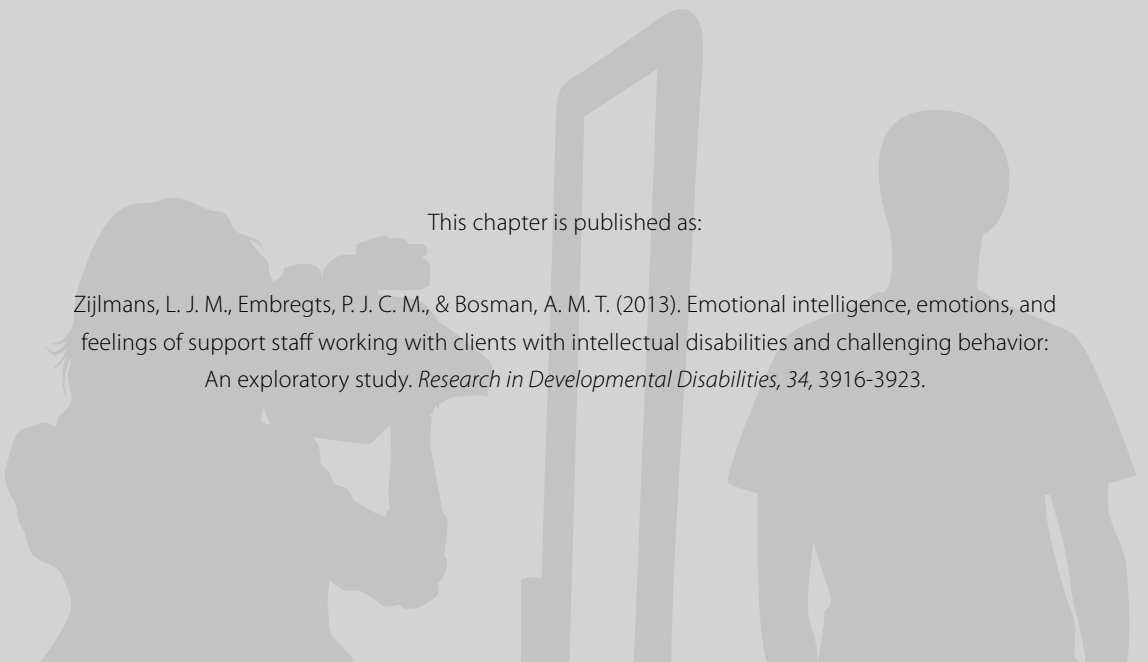 This chapter is published as:
Zijlmans, L. J. M., Embregts, P. J. C. M., & Bosman, A. M. T. (2013). Emotional intelligence, emotions, and
feelings of support staff working with clients with intellectual disabilities and challenging behavior:
An exploratory study. Research in Developmental Disabilities, 34, 3916-3923.